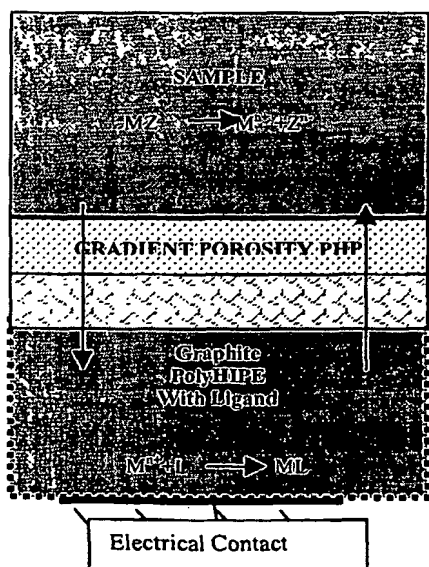 SAMPLE
MZ
GRADIENT POROSITY PHP
Graphite
PolyHIPE
With Ligand
+L ML
Electrical Contact